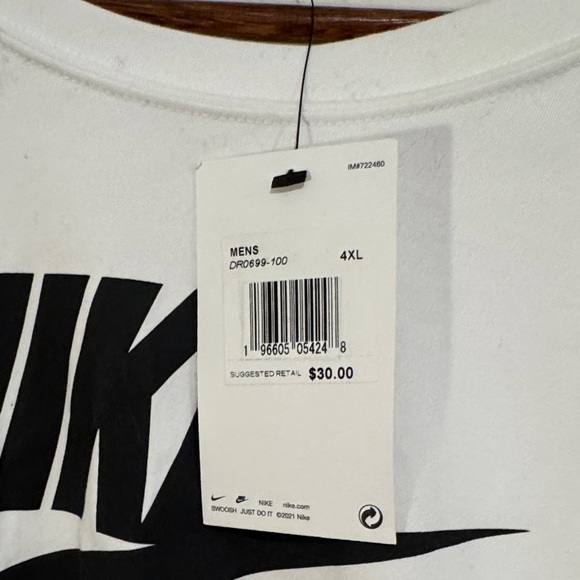 IM#722460
MENS
DR0699-100 4XL
1 96605 05424 8
SUGGESTED RETAIL $30.00
NIKE nike.com
SWOOSH JUST DO IT ©2021 Nike
NIKE